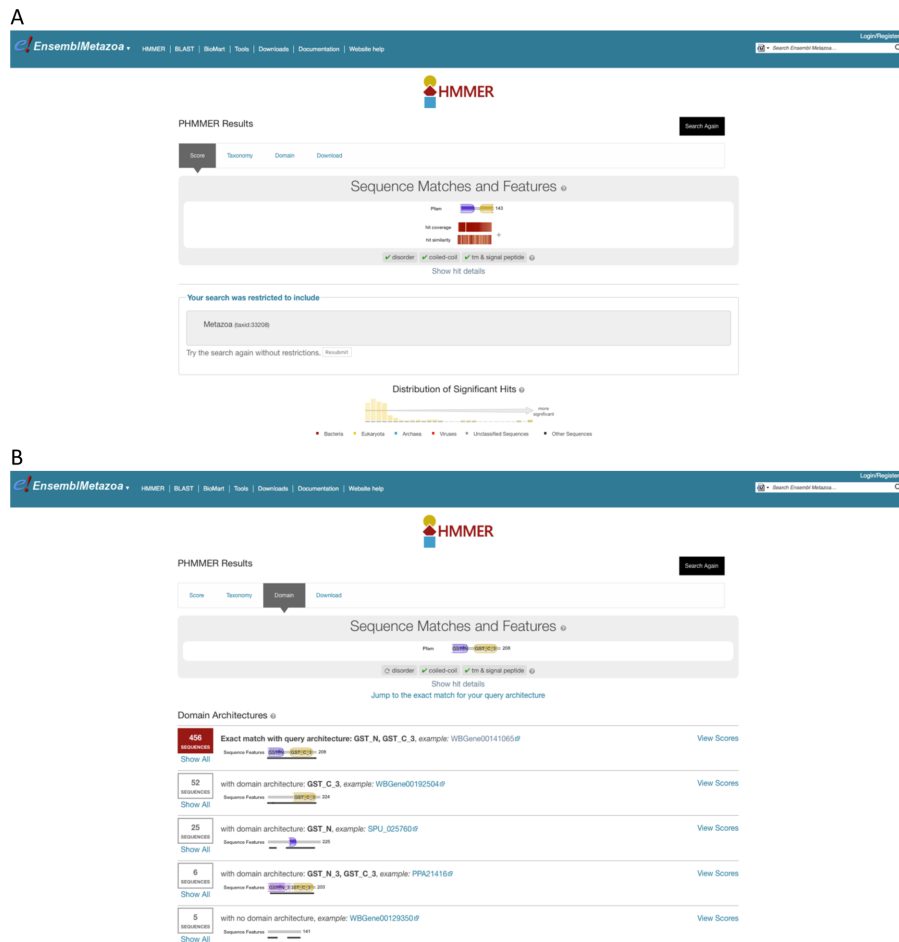 A
Login/Register
e! EnsemblMetazoa ▾ HMMER | BLAST | BioMart | Tools | Downloads | Documentation | Website help
Search Ensembl Metazoa...
HMMER
PHMMER Results
Search Again
Score Taxonomy Domain Download
Sequence Matches and Features
Pfam 143
hit coverage
hit similarity
✔ disorder ✔ coiled-coil ✔ tm & signal peptide
Show hit details
Your search was restricted to include
Metazoa (taxid:33208)
Try the search again without restrictions. Resubmit
Distribution of Significant Hits
more
significant
Bacteria Eukaryota Archaea Viruses Unclassified Sequences Other Sequences
B
Login/Register
e! EnsemblMetazoa ▾ HMMER | BLAST | BioMart | Tools | Downloads | Documentation | Website help
Search Ensembl Metazoa...
HMMER
PHMMER Results
Search Again
Score Taxonomy Domain Download
Sequence Matches and Features
Pfam GST_C_3 208
disorder ✔ coiled-coil ✔ tm & signal peptide
Show hit details
Jump to the exact match for your query architecture
Domain Architectures
456 Exact match with query architecture: GST_N, GST_C_3, example: WBGene00141065 View Scores
SEQUENCES Sequence Features GST_C_3 208
Show All
52 with domain architecture: GST_C_3, example: WBGene00192504 View Scores
SEQUENCES Sequence Features GST_C_3 224
Show All
25 with domain architecture: GST_N, example: SPU_025760 View Scores
SEQUENCES Sequence Features 225
Show All
6 with domain architecture: GST_N_3, GST_C_3, example: PPA21416 View Scores
SEQUENCES Sequence Features GST_C_3 203
Show All
5 with no domain architecture, example: WBGene00129350 View Scores
SEQUENCES Sequence Features 141
Show All